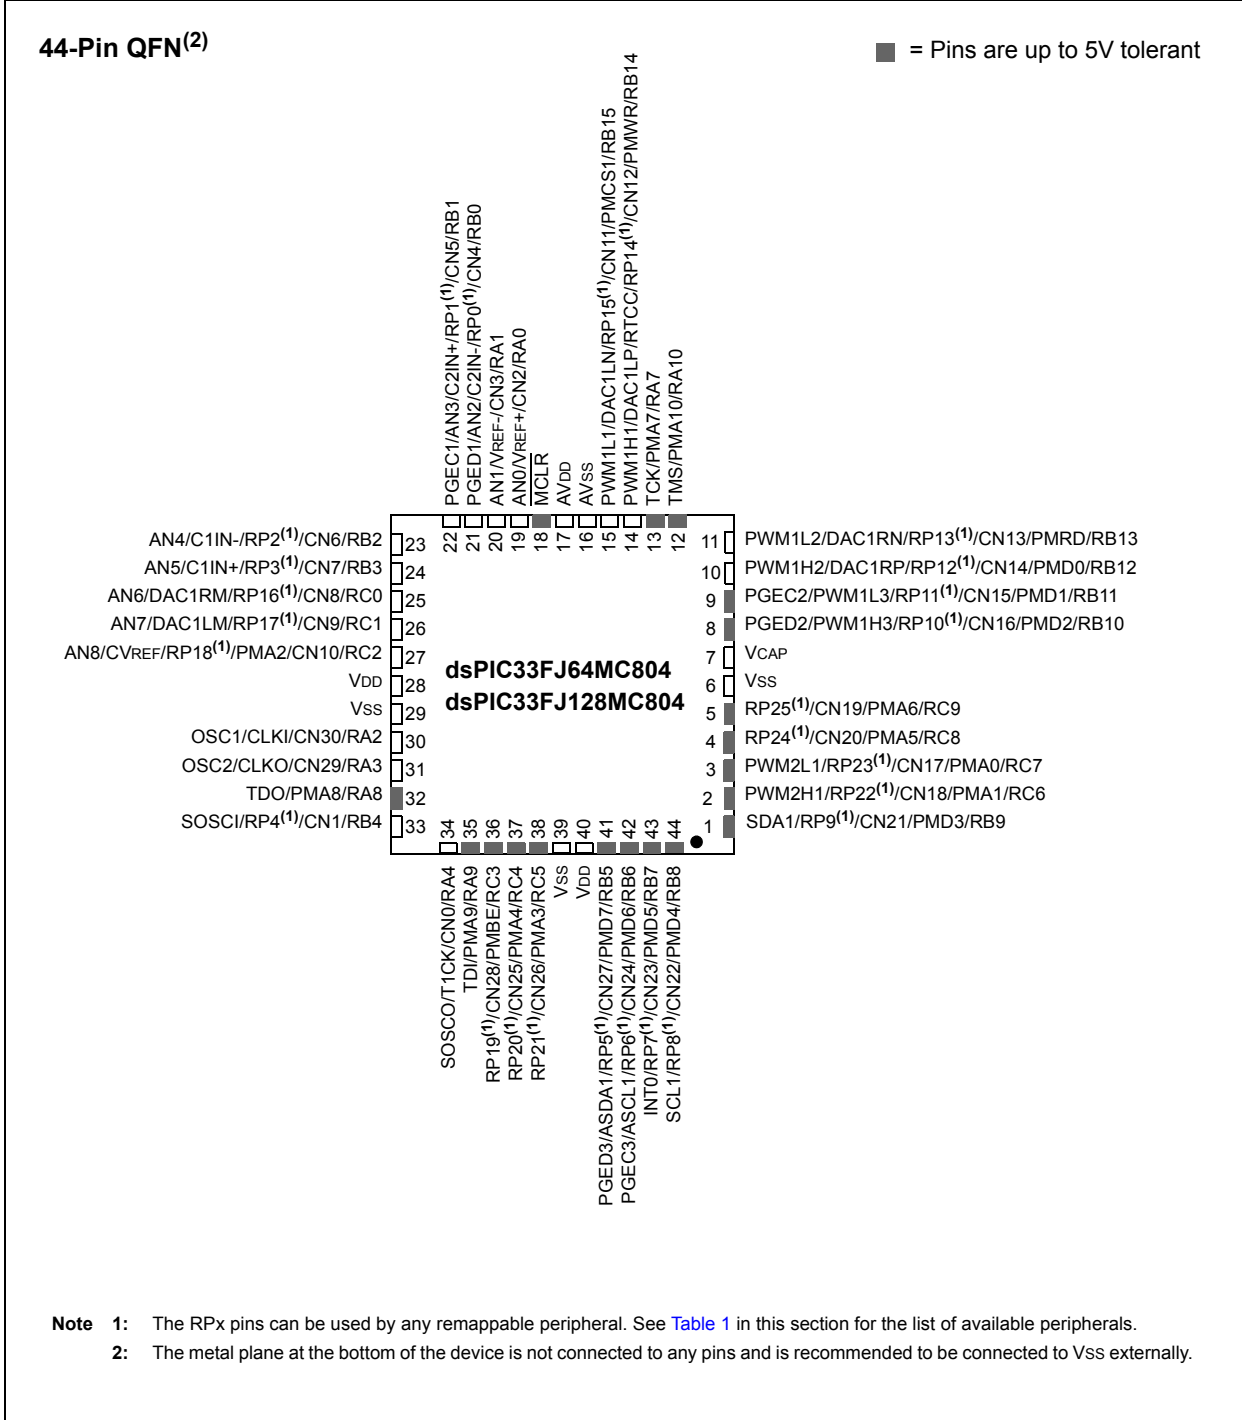 44-Pin QFN(2)
= Pins are up to 5V tolerant
PGEC1/AN3/C2IN+/RP1(1)/CN5/RB1
PGED1/AN2/C2IN-/RP0(1)/CN4/RB0
AN1/VREF-/CN3/RA1
AN0/VREF+/CN2/RA0
MCLR
AVDD
AVSS
PWM1L1/DAC1LN/RP15(1)/CN11/PMCS1/RB15
PWM1H1/DAC1LP/RTCC/RP14(1)/CN12/PMWR/RB14
TCK/PMA7/RA7
TMS/PMA10/RA10
22 21 20 19 18 17 16 15 14 13 12
AN4/C1IN-/RP2(1)/CN6/RB2 23
AN5/C1IN+/RP3(1)/CN7/RB3 24
AN6/DAC1RM/RP16(1)/CN8/RC0 25
AN7/DAC1LM/RP17(1)/CN9/RC1 26
AN8/CVREF/RP18(1)/PMA2/CN10/RC2 27
VDD 28
VSS 29
OSC1/CLKI/CN30/RA2 30
OSC2/CLKO/CN29/RA3 31
TDO/PMA8/RA8 32
SOSCI/RP4(1)/CN1/RB4 33
dsPIC33FJ64MC804
dsPIC33FJ128MC804
11 PWM1L2/DAC1RN/RP13(1)/CN13/PMRD/RB13
10 PWM1H2/DAC1RP/RP12(1)/CN14/PMD0/RB12
9 PGEC2/PWM1L3/RP11(1)/CN15/PMD1/RB11
8 PGED2/PWM1H3/RP10(1)/CN16/PMD2/RB10
7 VCAP
6 VSS
5 RP25(1)/CN19/PMA6/RC9
4 RP24(1)/CN20/PMA5/RC8
3 PWM2L1/RP23(1)/CN17/PMA0/RC7
2 PWM2H1/RP22(1)/CN18/PMA1/RC6
1 SDA1/RP9(1)/CN21/PMD3/RB9
34 35 36 37 38 39 40 41 42 43 44
SOSCO/T1CK/CN0/RA4
TDI/PMA9/RA9
RP19(1)/CN28/PMBE/RC3
RP20(1)/CN25/PMA4/RC4
RP21(1)/CN26/PMA3/RC5
VSS
VDD
PGED3/ASDA1/RP5(1)/CN27/PMD7/RB5
PGEC3/ASCL1/RP6(1)/CN24/PMD6/RB6
INT0/RP7(1)/CN23/PMD5/RB7
SCL1/RP8(1)/CN22/PMD4/RB8
Note 1: The RPx pins can be used by any remappable peripheral. See Table 1 in this section for the list of available peripherals.
2: The metal plane at the bottom of the device is not connected to any pins and is recommended to be connected to VSS externally.